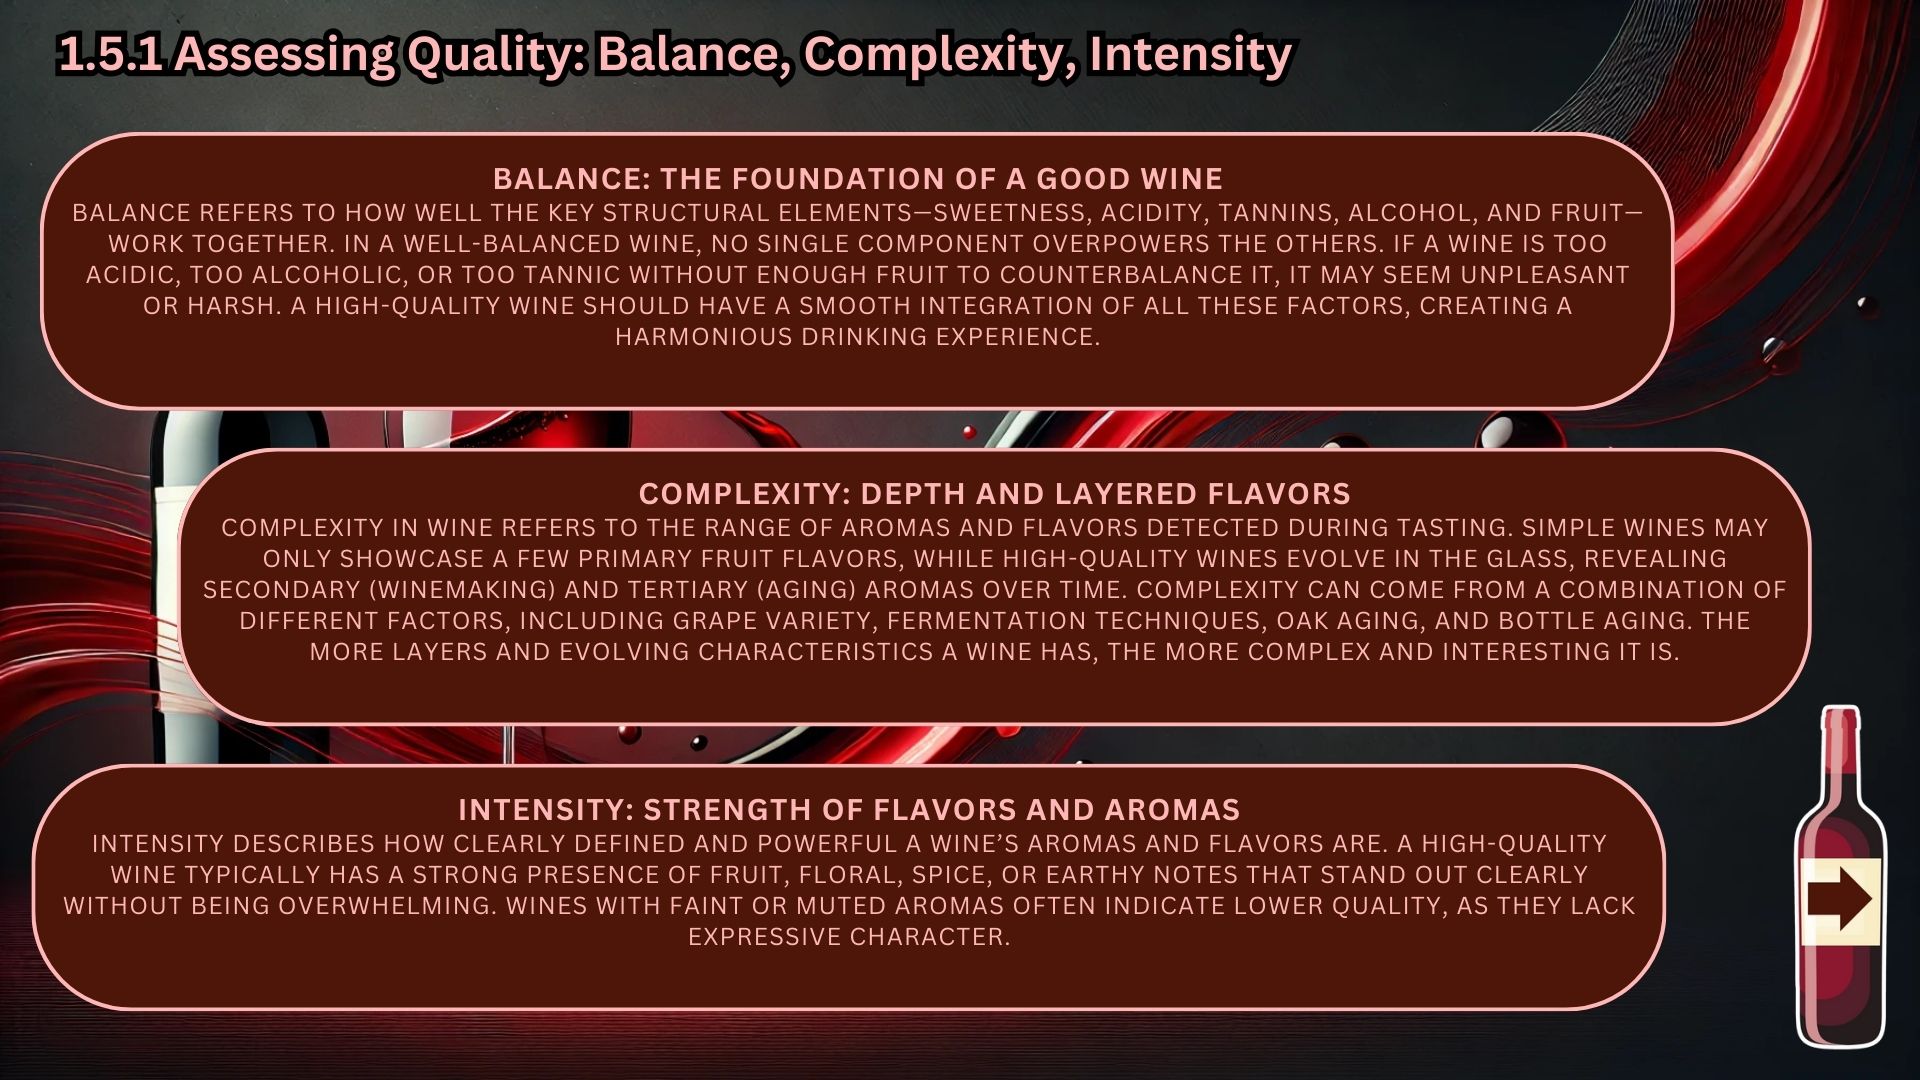 1.5.1 Assessing Quality: Balance, Complexity, Intensity
BALANCE: THE FOUNDATION OF A GOOD WINE
BALANCE REFERS TO HOW WELL THE KEY STRUCTURAL ELEMENTS—SWEETNESS, ACIDITY, TANNINS, ALCOHOL, AND FRUIT—
WORK TOGETHER. IN A WELL-BALANCED WINE, NO SINGLE COMPONENT OVERPOWERS THE OTHERS. IF A WINE IS TOO
ACIDIC, TOO ALCOHOLIC, OR TOO TANNIC WITHOUT ENOUGH FRUIT TO COUNTERBALANCE IT, IT MAY SEEM UNPLEASANT
OR HARSH. A HIGH-QUALITY WINE SHOULD HAVE A SMOOTH INTEGRATION OF ALL THESE FACTORS, CREATING A
HARMONIOUS DRINKING EXPERIENCE.
COMPLEXITY: DEPTH AND LAYERED FLAVORS
COMPLEXITY IN WINE REFERS TO THE RANGE OF AROMAS AND FLAVORS DETECTED DURING TASTING. SIMPLE WINES MAY
ONLY SHOWCASE A FEW PRIMARY FRUIT FLAVORS, WHILE HIGH-QUALITY WINES EVOLVE IN THE GLASS, REVEALING
SECONDARY (WINEMAKING) AND TERTIARY (AGING) AROMAS OVER TIME. COMPLEXITY CAN COME FROM A COMBINATION OF
DIFFERENT FACTORS, INCLUDING GRAPE VARIETY, FERMENTATION TECHNIQUES, OAK AGING, AND BOTTLE AGING. THE
MORE LAYERS AND EVOLVING CHARACTERISTICS A WINE HAS, THE MORE COMPLEX AND INTERESTING IT IS.
INTENSITY: STRENGTH OF FLAVORS AND AROMAS
INTENSITY DESCRIBES HOW CLEARLY DEFINED AND POWERFUL A WINE’S AROMAS AND FLAVORS ARE. A HIGH-QUALITY
WINE TYPICALLY HAS A STRONG PRESENCE OF FRUIT, FLORAL, SPICE, OR EARTHY NOTES THAT STAND OUT CLEARLY
WITHOUT BEING OVERWHELMING. WINES WITH FAINT OR MUTED AROMAS OFTEN INDICATE LOWER QUALITY, AS THEY LACK
EXPRESSIVE CHARACTER.